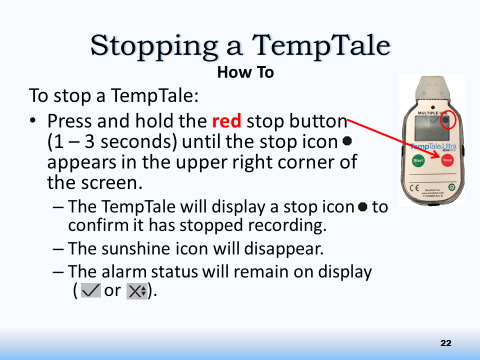 Stopping a TempTale
How To
To stop a TempTale:
• Press and hold the red stop button
(1 – 3 seconds) until the stop icon ●
appears in the upper right corner of
the screen.
– The TempTale will display a stop icon ● to
confirm it has stopped recording.
– The sunshine icon will disappear.
– The alarm status will remain on display
( ✓ or ).
MULTIPLE
TempTale Ultra
Start
Stop
CE
22